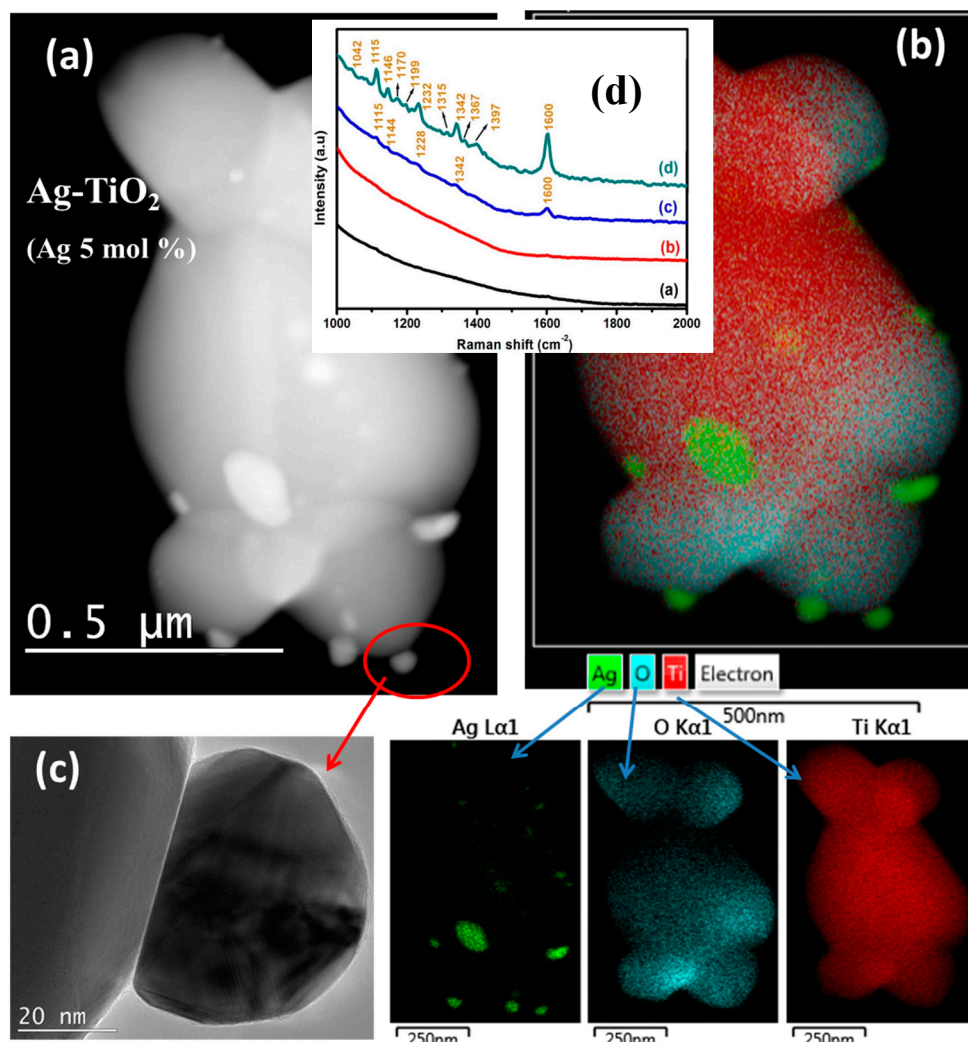 (a)
Ag-TiO2
(Ag 5 mol %)
0.5 µm
(d)
1042
1115
1146
1170
1199
1232
1315
1342
1367
1397
1600
1115
1144
1228
1342
1600
(d)
(c)
(b)
(a)
Intensity (a.u)
1000 1200 1400 1600 1800 2000
Raman shift (cm-2)
(b)
Ag O Ti Electron
500nm
(c)
20 nm
Ag Lα1
O Kα1
Ti Kα1
250nm
250nm
250nm